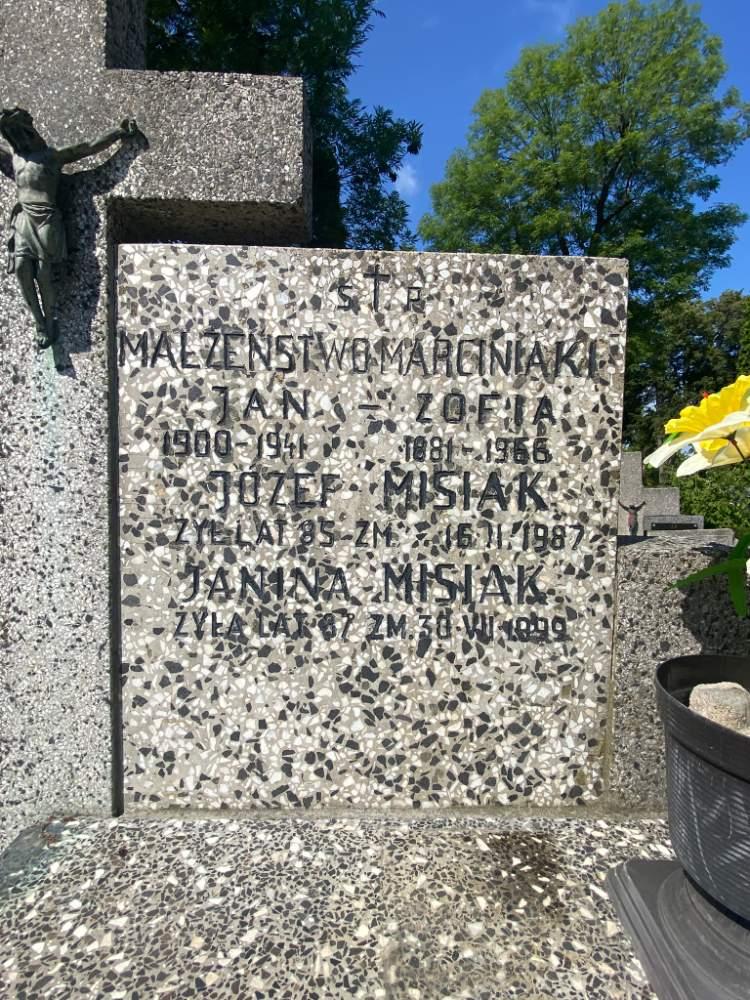 Ś † P
MAŁŻEŃSTWO MARCINIAKI
JAN - ZOFIA
1900-1941 1881-1966
JÓZEF MISIAK
ŻYŁ LAT 85 ZM. 16.II.1987
JANINA MISIAK
ŻYŁA LAT 87 ZM. 30 VII 1999